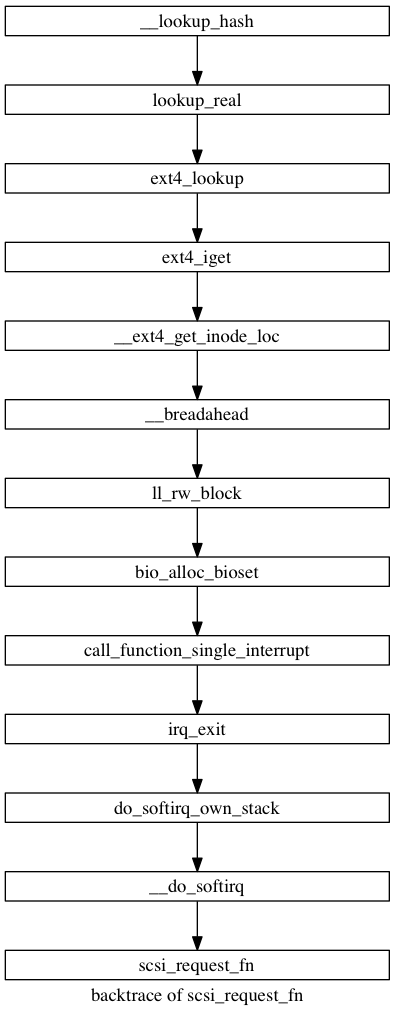 __lookup_hash
lookup_real
ext4_lookup
ext4_iget
__ext4_get_inode_loc
__breadahead
ll_rw_block
bio_alloc_bioset
call_function_single_interrupt
irq_exit
do_softirq_own_stack
__do_softirq
scsi_request_fn
backtrace of scsi_request_fn